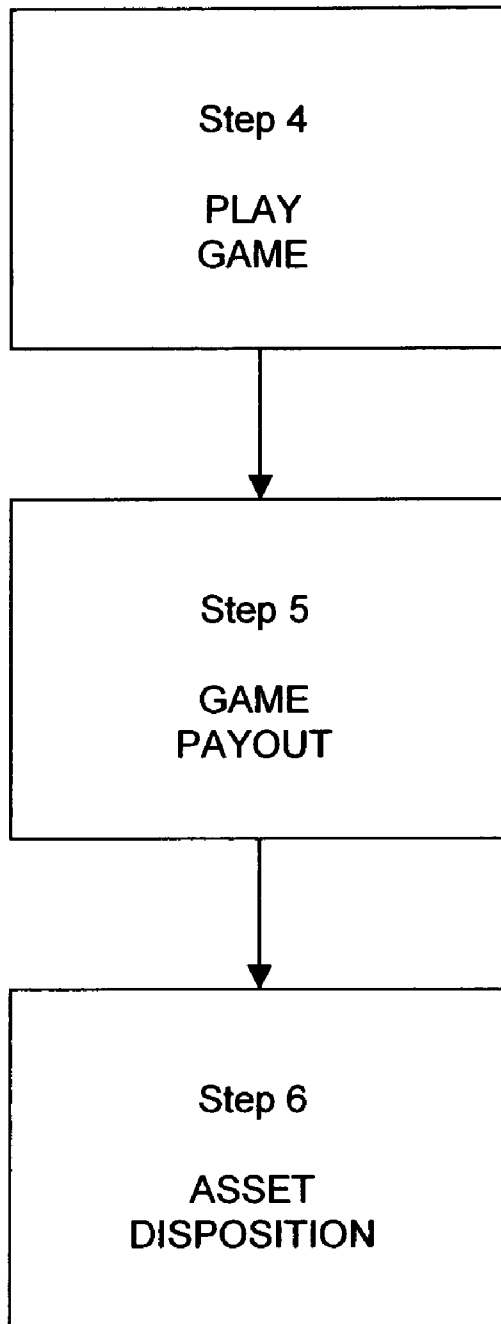 Step 4
PLAY
GAME
Step 5
GAME
PAYOUT
Step 6
ASSET
DISPOSITION